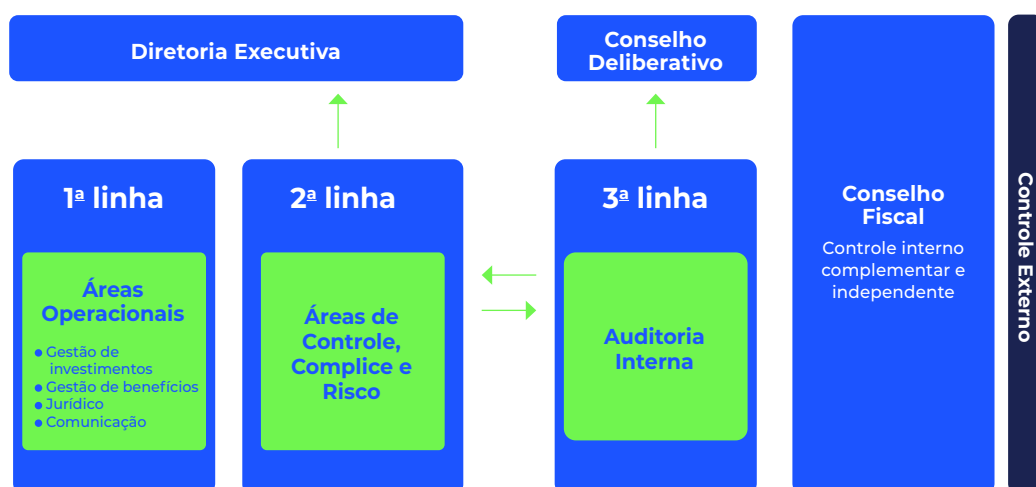 Diretoria Executiva
Conselho
Deliberativo
1ª linha
Áreas
Operacionais
● Gestão de
investimentos
● Gestão de benefícios
● Jurídico
● Comunicação
2ª linha
Áreas de
Controle,
Complice e
Risco
3ª linha
Auditoria
Interna
Conselho
Fiscal
Controle interno
complementar e
independente
Controle Externo